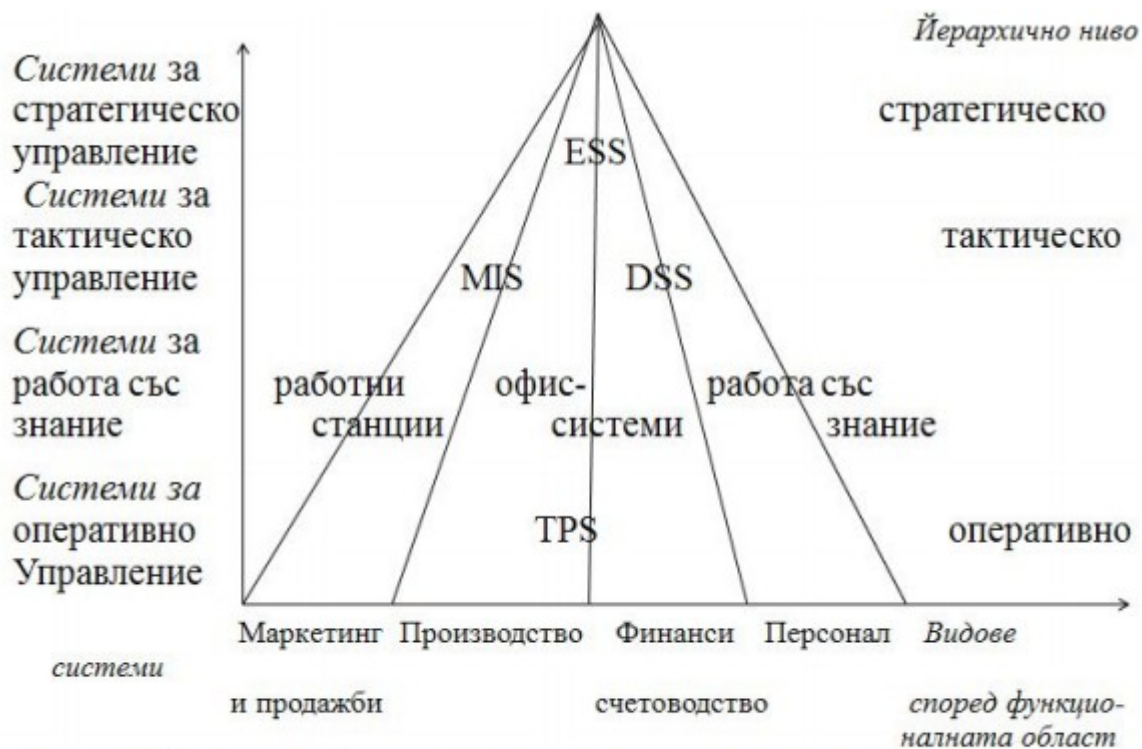 Йерархично ниво
Системи за
стратегическо
управление
стратегическо
ESS
Системи за
тактическо
управление
тактическо
MIS
DSS
Системи за
работа със
знание
работни
станции
офис-
системи
работа със
знание
Системи за
оперативно
Управление
TPS
оперативно
Маркетинг Производство Финанси Персонал Видове
системи
и продажби счетоводство според функцио-
налната област